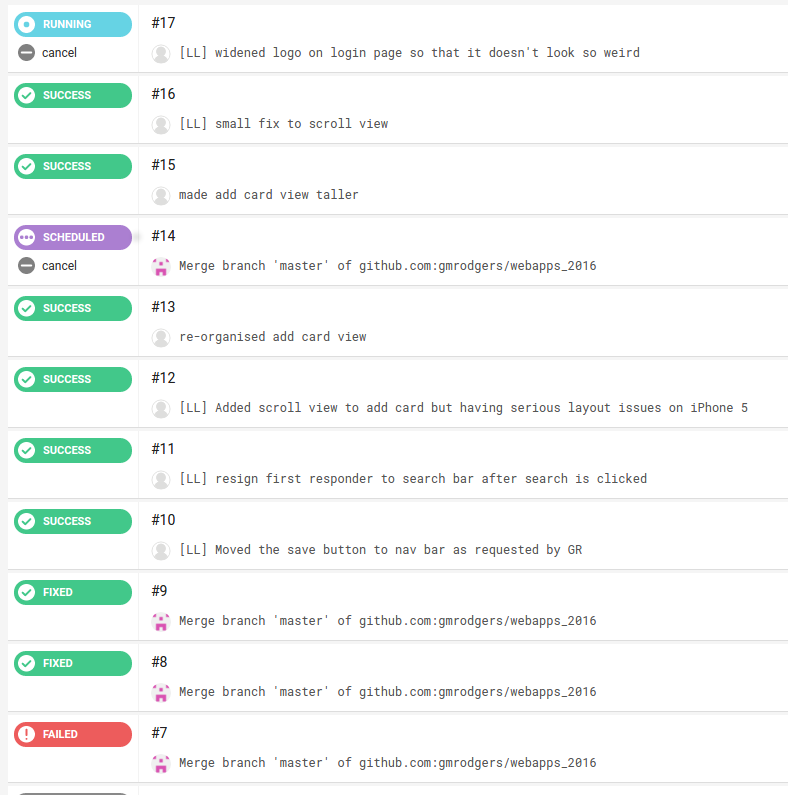 RUNNING #17
cancel [LL] widened logo on login page so that it doesn't look so weird
SUCCESS #16
[LL] small fix to scroll view
SUCCESS #15
made add card view taller
SCHEDULED #14
cancel Merge branch 'master' of github.com:gmrodgers/webapps_2016
SUCCESS #13
re-organised add card view
SUCCESS #12
[LL] Added scroll view to add card but having serious layout issues on iPhone 5
SUCCESS #11
[LL] resign first responder to search bar after search is clicked
SUCCESS #10
[LL] Moved the save button to nav bar as requested by GR
FIXED #9
Merge branch 'master' of github.com:gmrodgers/webapps_2016
FIXED #8
Merge branch 'master' of github.com:gmrodgers/webapps_2016
FAILED #7
Merge branch 'master' of github.com:gmrodgers/webapps_2016